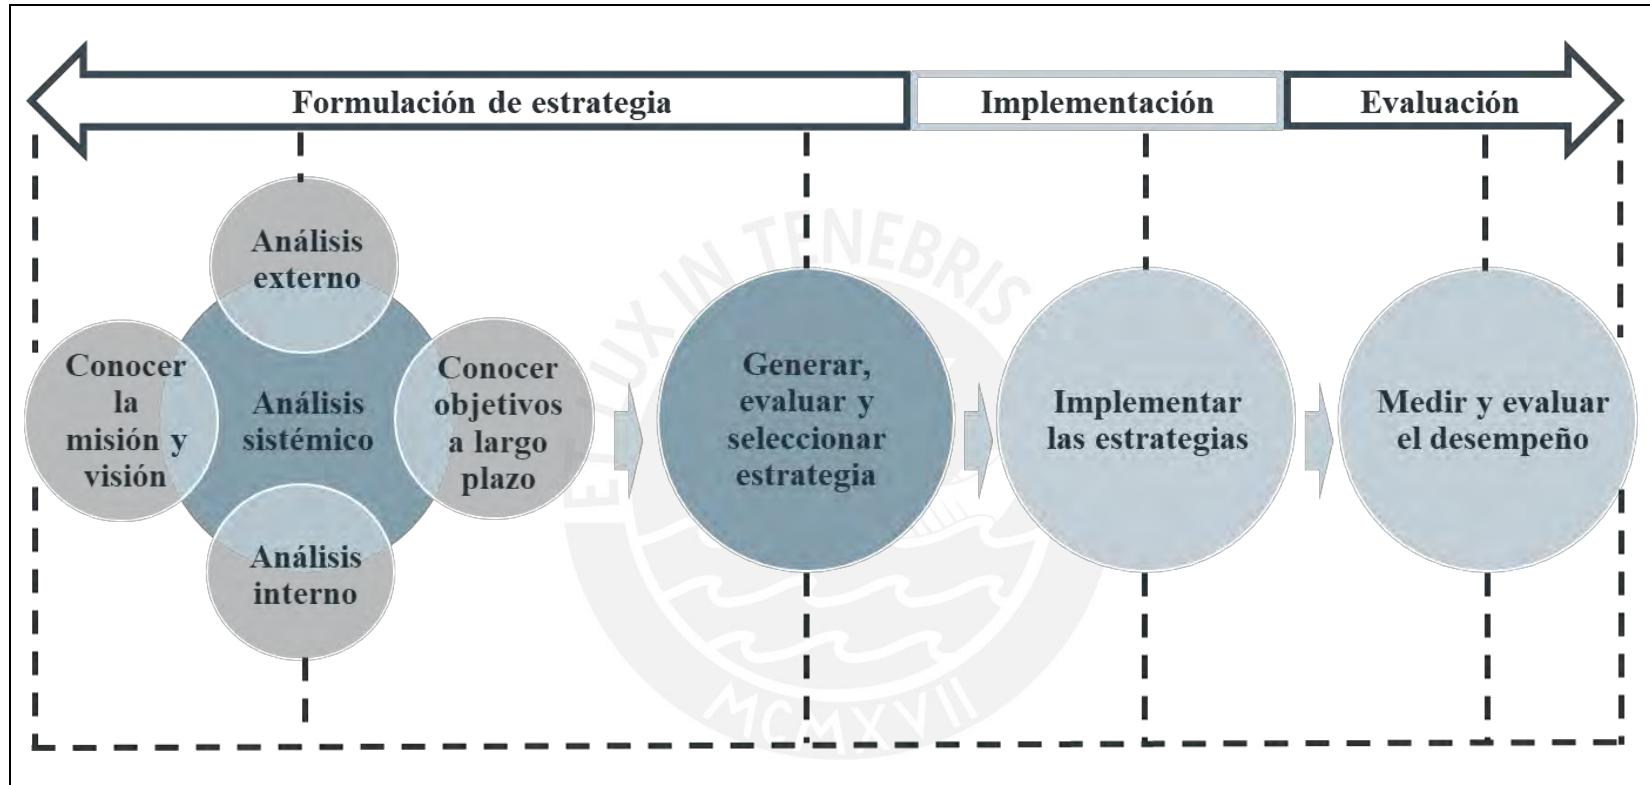 Formulación de estrategia
Implementación
Evaluación
Análisis
externo
Conocer
la
misión y
visión
Análisis
sistémico
Conocer
objetivos
a largo
plazo
Análisis
interno
Generar,
evaluar y
seleccionar
estrategia
Implementar
las estrategias
Medir y evaluar
el desempeño
ET LUX IN TENEBRIS
MCMXVII